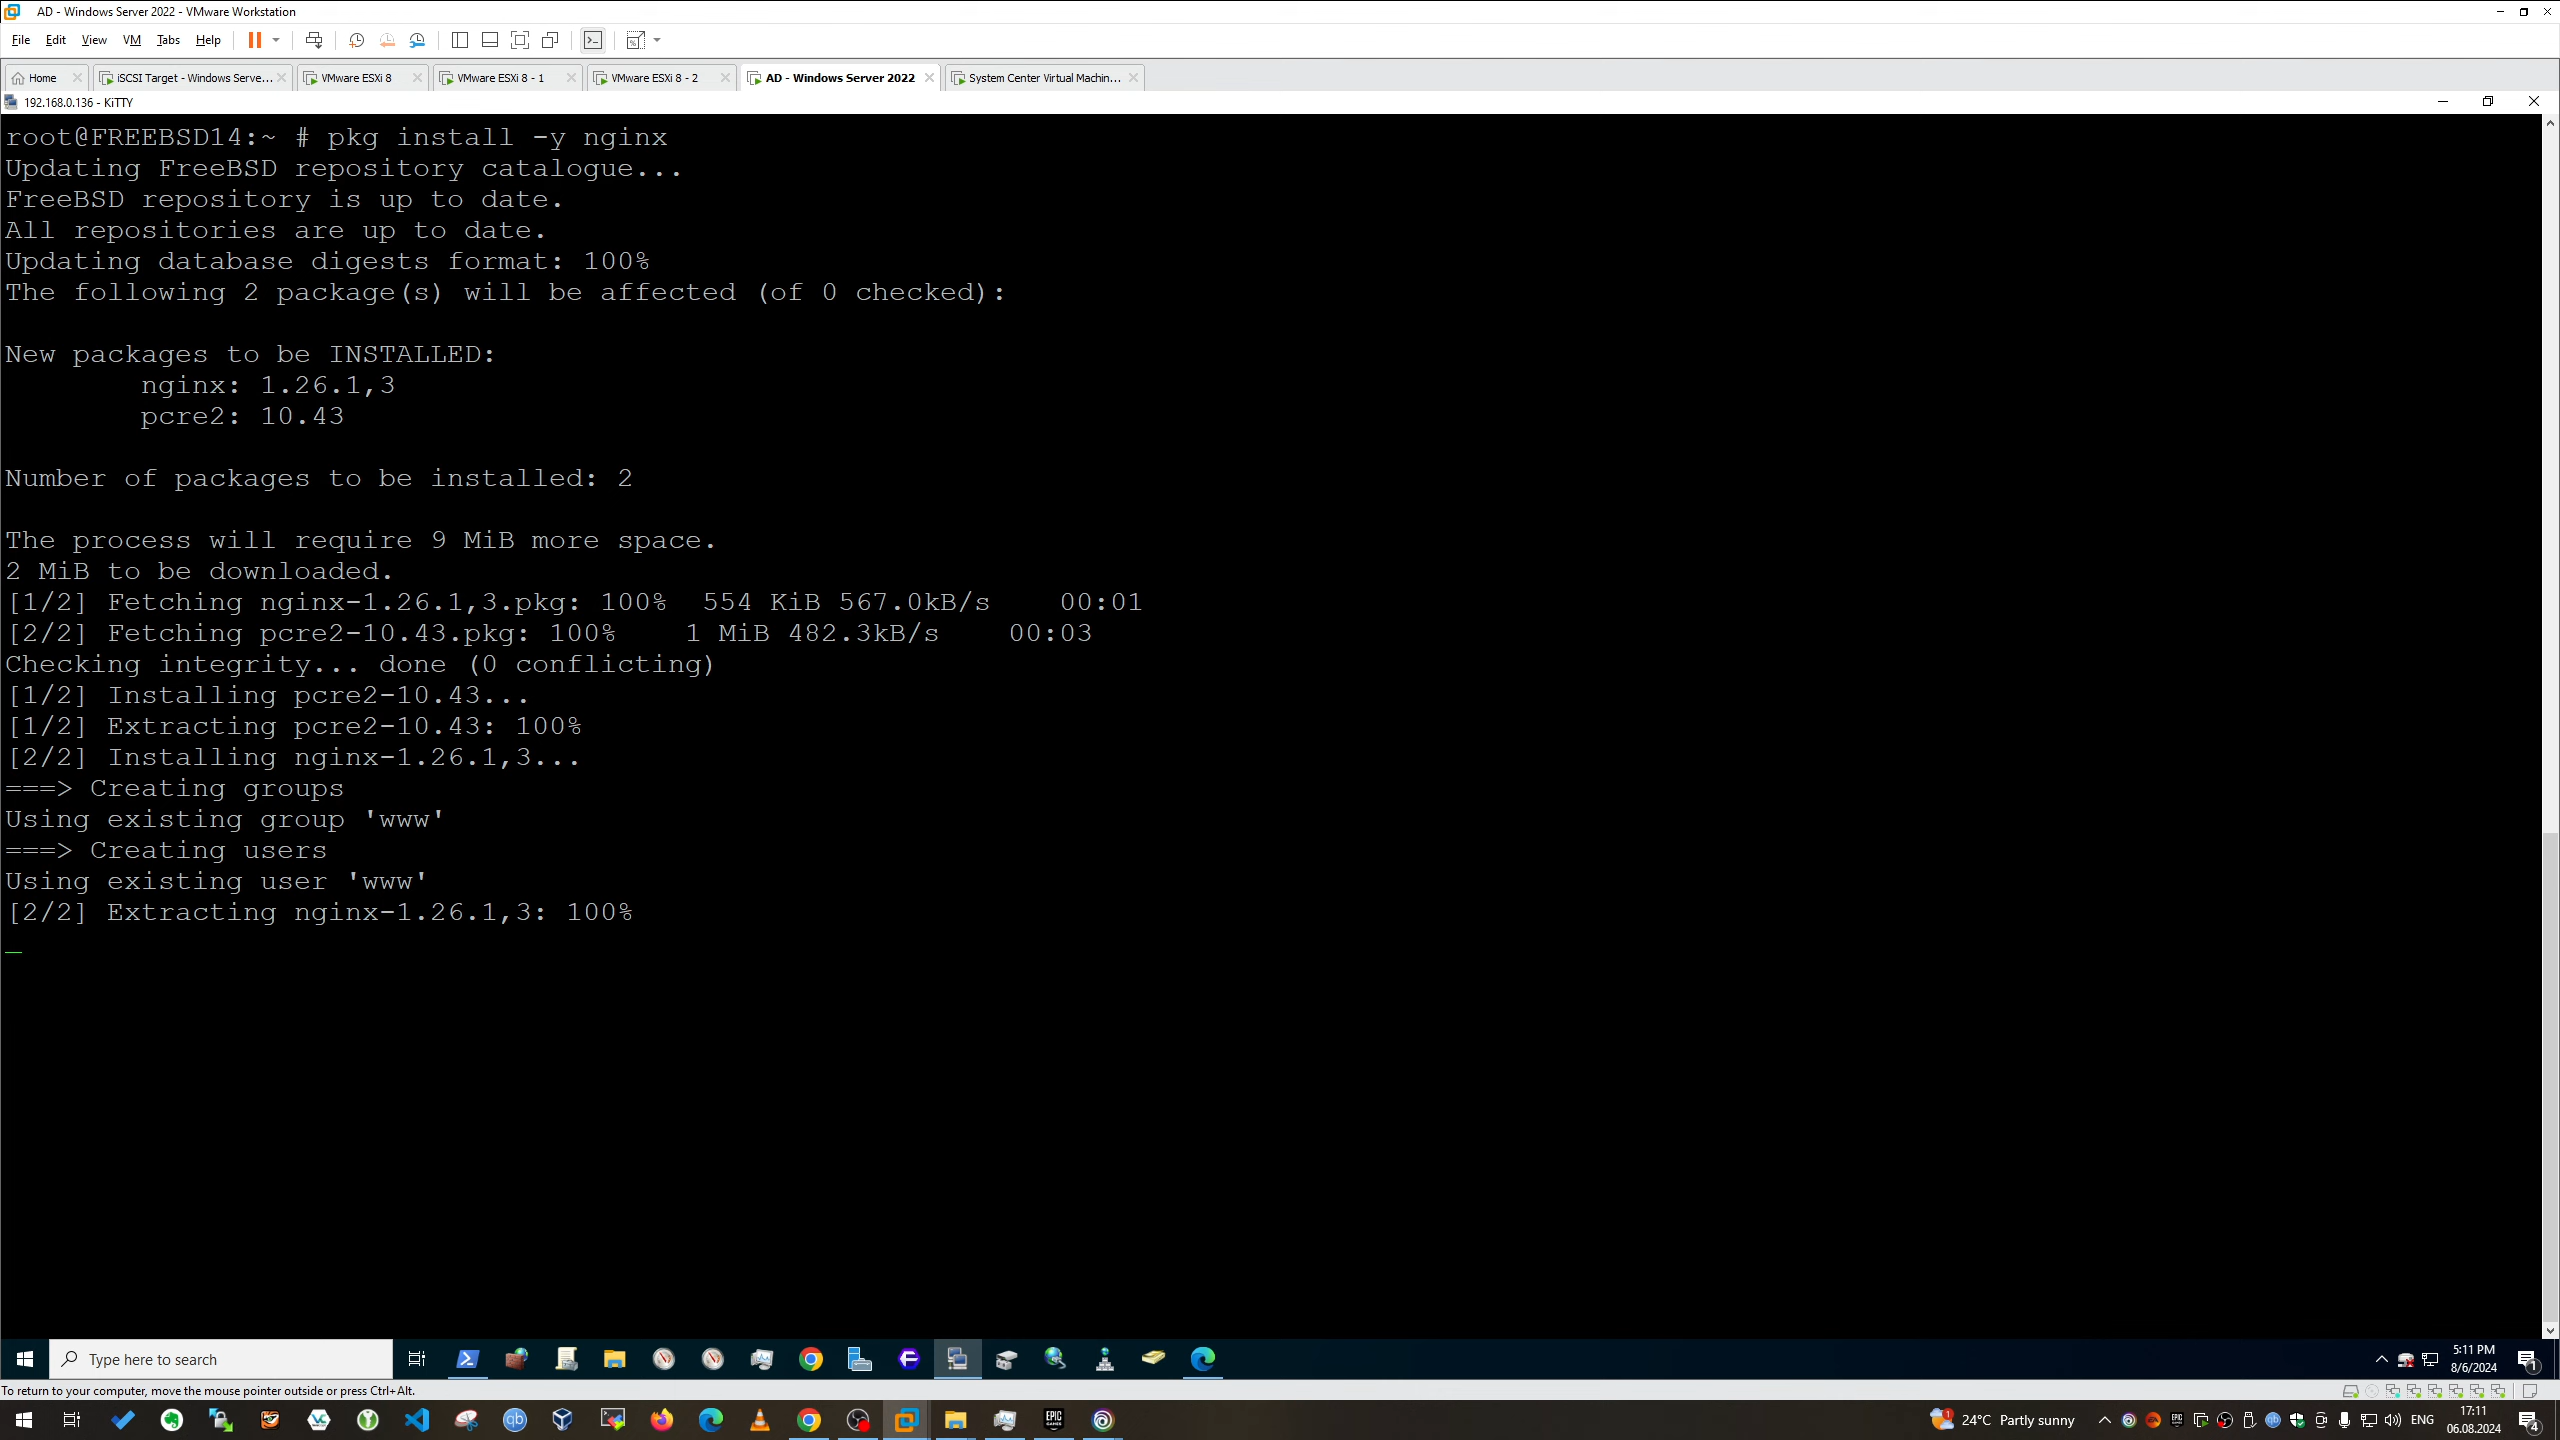 AD - Windows Server 2022 - VMware Workstation
File Edit View VM Tabs Help
Home iSCSI Target - Windows Serve... VMware ESXi 8 VMware ESXi 8 - 1 VMware ESXi 8 - 2 AD - Windows Server 2022 System Center Virtual Machin...
192.168.0.136 - KiTTY
root@FREEBSD14:~ # pkg install -y nginx
Updating FreeBSD repository catalogue...
FreeBSD repository is up to date.
All repositories are up to date.
Updating database digests format: 100%
The following 2 package(s) will be affected (of 0 checked):
New packages to be INSTALLED:
nginx: 1.26.1,3
pcre2: 10.43
Number of packages to be installed: 2
The process will require 9 MiB more space.
2 MiB to be downloaded.
[1/2] Fetching nginx-1.26.1,3.pkg: 100%  554 KiB 567.0kB/s    00:01
[2/2] Fetching pcre2-10.43.pkg: 100%    1 MiB 482.3kB/s    00:03
Checking integrity... done (0 conflicting)
[1/2] Installing pcre2-10.43...
[1/2] Extracting pcre2-10.43: 100%
[2/2] Installing nginx-1.26.1,3...
===> Creating groups
Using existing group 'www'
===> Creating users
Using existing user 'www'
[2/2] Extracting nginx-1.26.1,3: 100%
Type here to search
5:11 PM
8/6/2024
1
To return to your computer, move the mouse pointer outside or press Ctrl+Alt.
qb
EPIC
24°C Partly sunny
ENG
17:11
06.08.2024
4